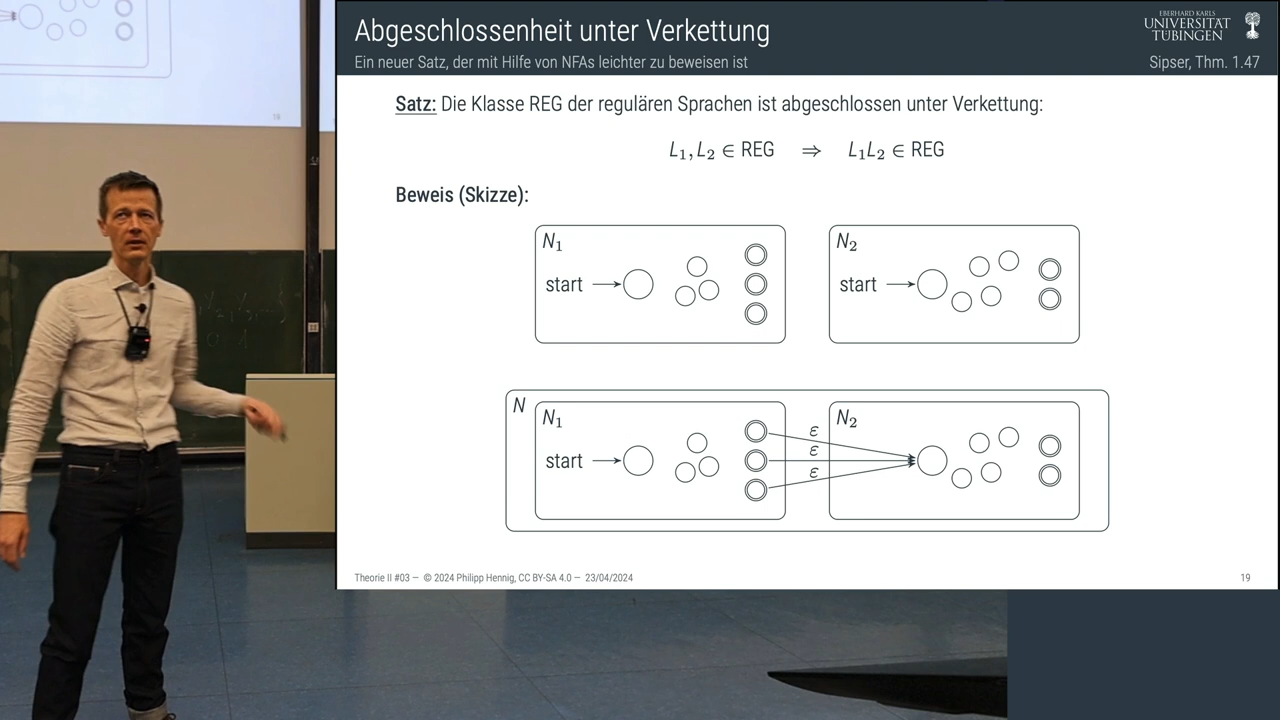 Abgeschlossenheit unter Verkettung
Ein neuer Satz, der mit Hilfe von NFAs leichter zu beweisen ist
EBERHARD KARLS
UNIVERSITÄT
TÜBINGEN
Sipser, Thm. 1.47
Satz: Die Klasse REG der regulären Sprachen ist abgeschlossen unter Verkettung:
L₁, L₂ ∈ REG ⇒ L₁L₂ ∈ REG
Beweis (Skizze):
N₁
start
N₂
start
N
N₁
start
ε
ε
ε
N₂
Theorie II #03 — © 2024 Philipp Hennig, CC BY-SA 4.0 — 23/04/2024
19